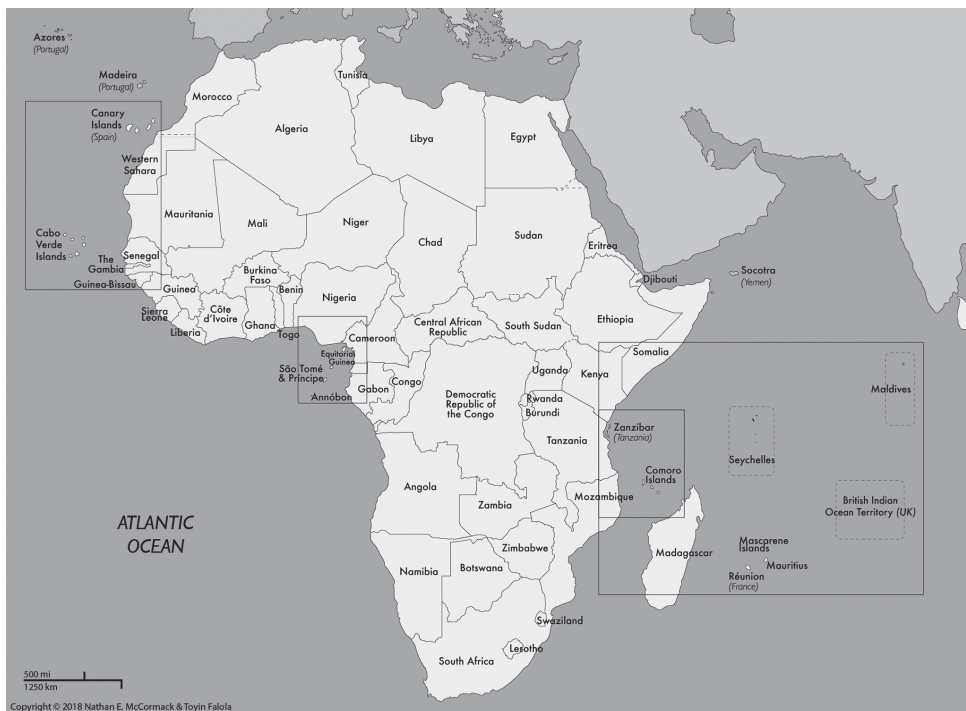 Azores
(Portugal)
Madeira
(Portugal)
Canary
Islands
(Spain)
Tunisia
Morocco
Algeria
Libya
Egypt
Western
Sahara
Mauritania
Mali
Niger
Chad
Sudan
Eritrea
Cabo
Verde
Islands
Senegal
The
Gambia
Guinea-Bissau
Guinea
Burkina
Faso
Benin
Nigeria
Djibouti
Socotra
(Yemen)
Sierra
Leone
Liberia
Côte
d'Ivoire
Ghana
Togo
Cameroon
Central African
Republic
South Sudan
Ethiopia
Somalia
Equitorial
Guinea
São Tomé
& Príncipe
Annóbon
Gabon
Congo
Democratic
Republic of
the Congo
Uganda
Kenya
Rwanda
Burundi
Tanzania
Zanzibar
(Tanzania)
Maldives
Seychelles
Comoro
Islands
British Indian
Ocean Territory (UK)
Angola
Zambia
Mozambique
ATLANTIC
OCEAN
Zimbabwe
Madagascar
Mascarene
Islands
Mauritius
Réunion
(France)
Namibia
Botswana
Swaziland
Lesotho
South Africa
500 mi
1250 km
Copyright © 2018 Nathan E. McCormack & Toyin Falola